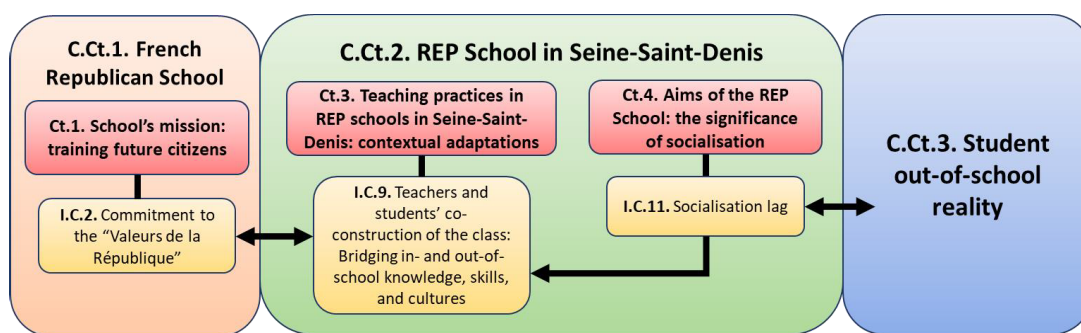 C.Ct.1. French
Republican School
Ct.1. School's mission:
training future citizens
I.C.2. Commitment to
the “Valeurs de la
République”
C.Ct.2. REP School in Seine-Saint-Denis
Ct.3. Teaching practices in
REP schools in Seine-Saint-
Denis: contextual adaptations
I.C.9. Teachers and
students’ co-
construction of the class:
Bridging in- and out-of-
school knowledge, skills,
and cultures
Ct.4. Aims of the REP
School: the significance
of socialisation
I.C.11. Socialisation lag
C.Ct.3. Student
out-of-school
reality